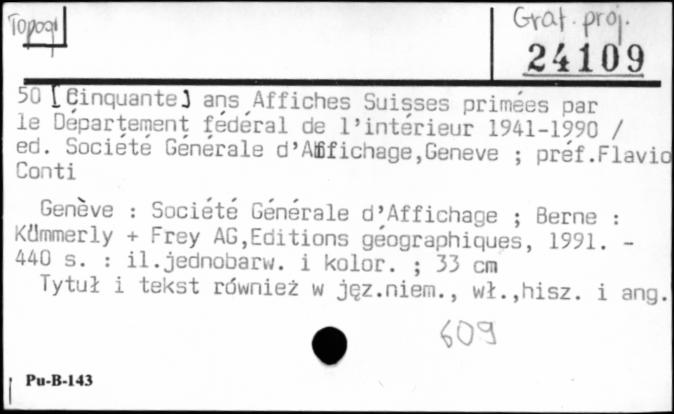 Topogr
Graf. proj.
24109
50 [Cinquante] ans Affiches Suisses primées par
le Département fédéral de l'intérieur 1941-1990 /
ed. Société Génerale d'Affichage,Geneve ; préf.Flavio
Conti
Genève : Société Générale d'Affichage ; Berne :
Kümmerly + Frey AG,Editions géographiques, 1991. -
440 s. : il.jednobarw. i kolor. ; 33 cm
Tytuł i tekst również w jęz.niem., wł.,hisz. i ang.
609
Pu-B-143